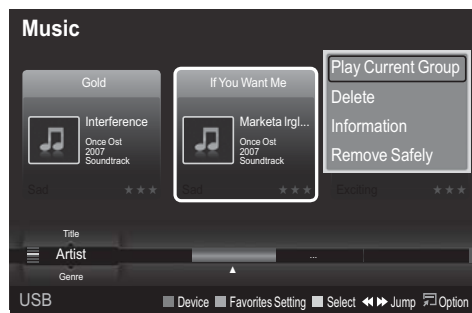 Music
Gold
Interference
Once Ost
2007
Soundtrack
Sad ★★★
If You Want Me
Marketa Irgl...
Once Ost
2007
Soundtrack
Sad ★★★
Play Current Group
Delete
Information
Remove Safely
Exciting ★★★
Title
Artist
Genre
...
USB
Device Favorites Setting Select Jump Option